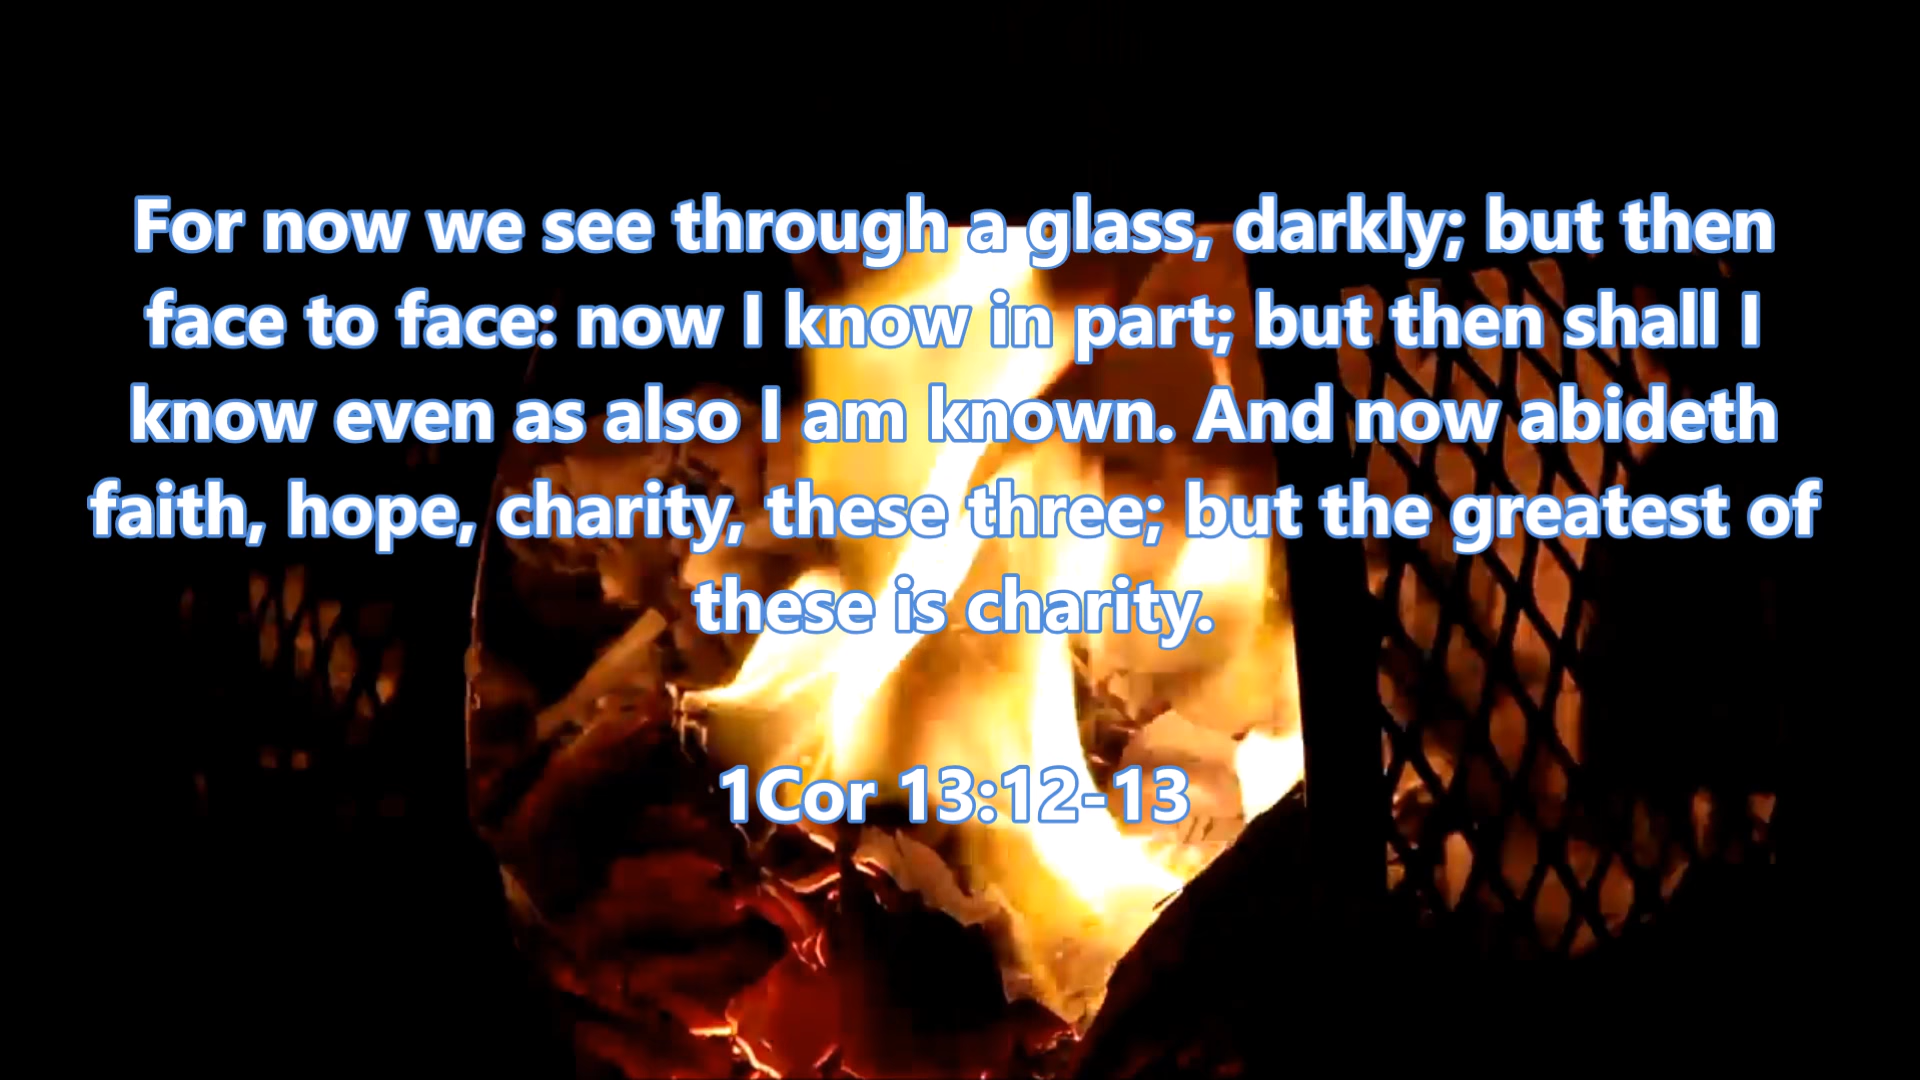 For now we see through a glass, darkly; but then
face to face: now I know in part; but then shall I
know even as also I am known. And now abideth
faith, hope, charity, these three; but the greatest of
these is charity.
1Cor 13:12-13